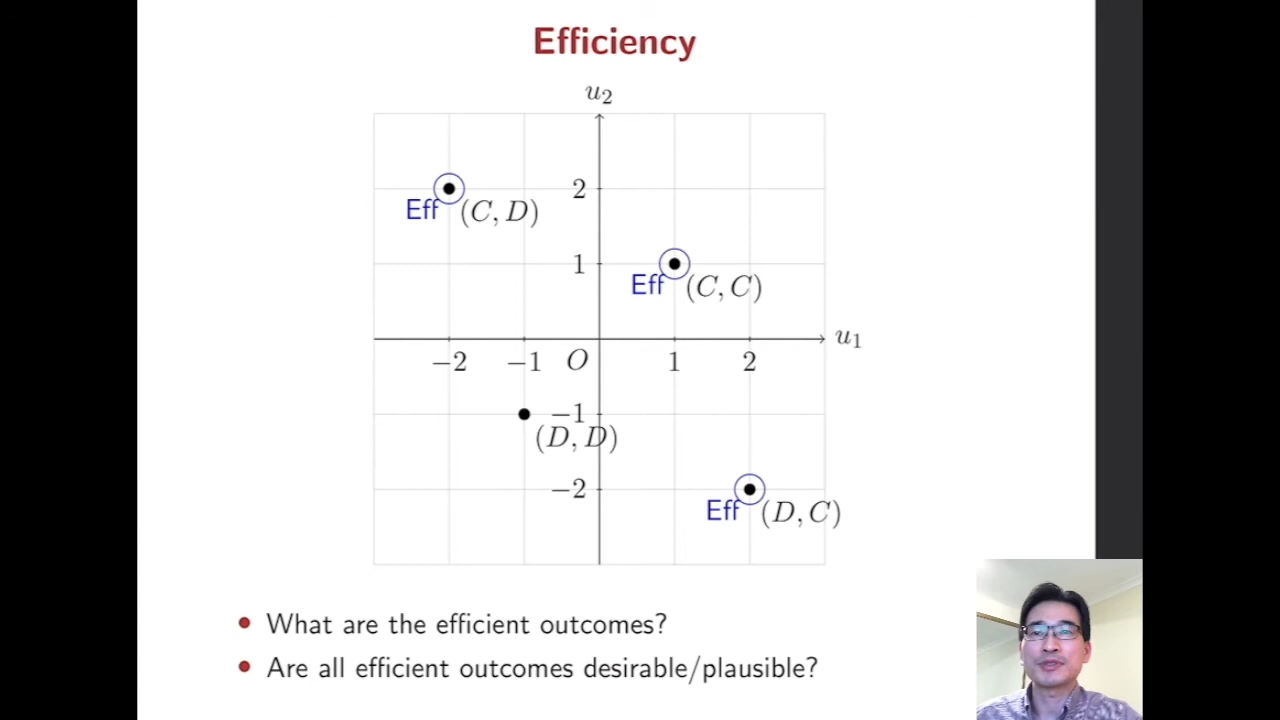 Efficiency
u₂
2
Eff (C, D)
1
Eff (C, C)
u₁
−2 −1 O 1 2
−1
(D, D)
−2
Eff (D, C)
• What are the efficient outcomes?
• Are all efficient outcomes desirable/plausible?